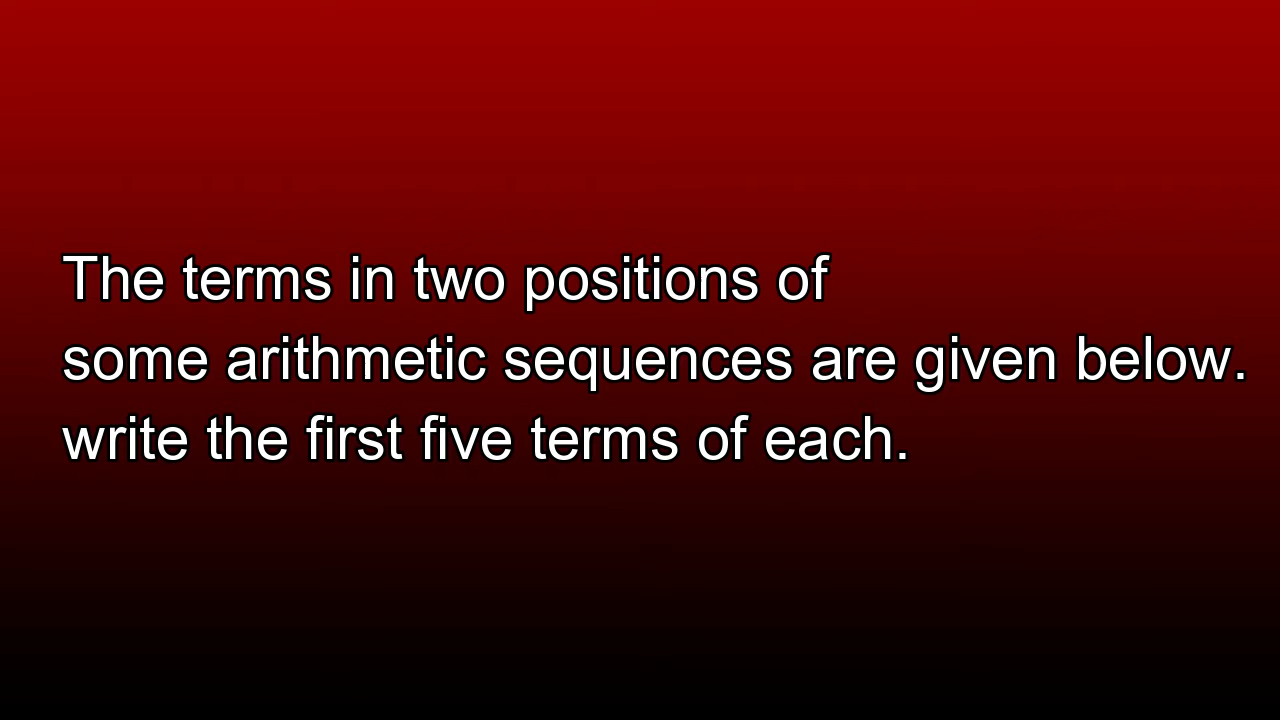 The terms in two positions of
some arithmetic sequences are given below.
write the first five terms of each.